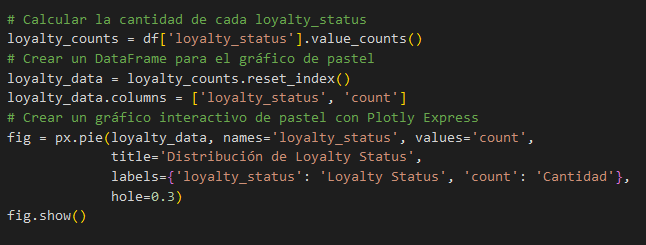 # Calcular la cantidad de cada loyalty_status
loyalty_counts = df['loyalty_status'].value_counts()
# Crear un DataFrame para el gráfico de pastel
loyalty_data = loyalty_counts.reset_index()
loyalty_data.columns = ['loyalty_status', 'count']
# Crear un gráfico interactivo de pastel con Plotly Express
fig = px.pie(loyalty_data, names='loyalty_status', values='count',
             title='Distribución de Loyalty Status',
             labels={'loyalty_status': 'Loyalty Status', 'count': 'Cantidad'},
             hole=0.3)
fig.show()